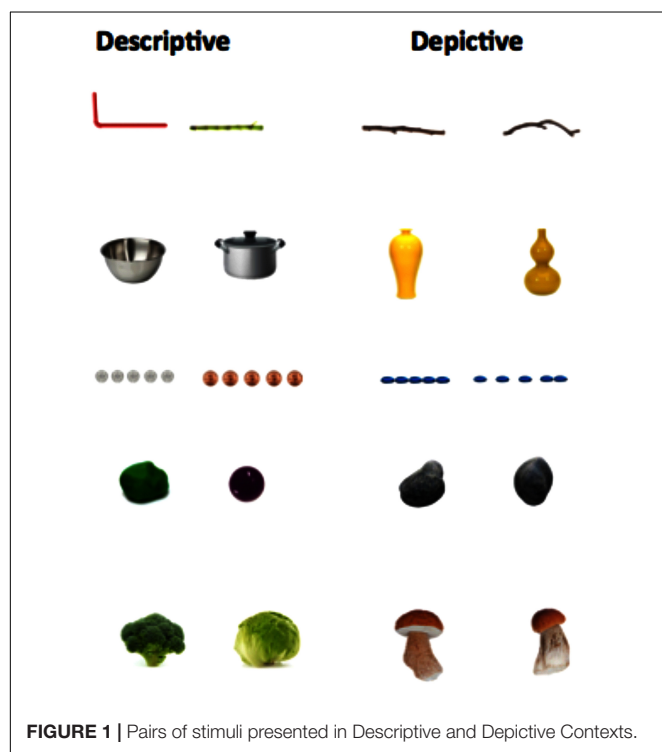 Descriptive Depictive
FIGURE 1 | Pairs of stimuli presented in Descriptive and Depictive Contexts.